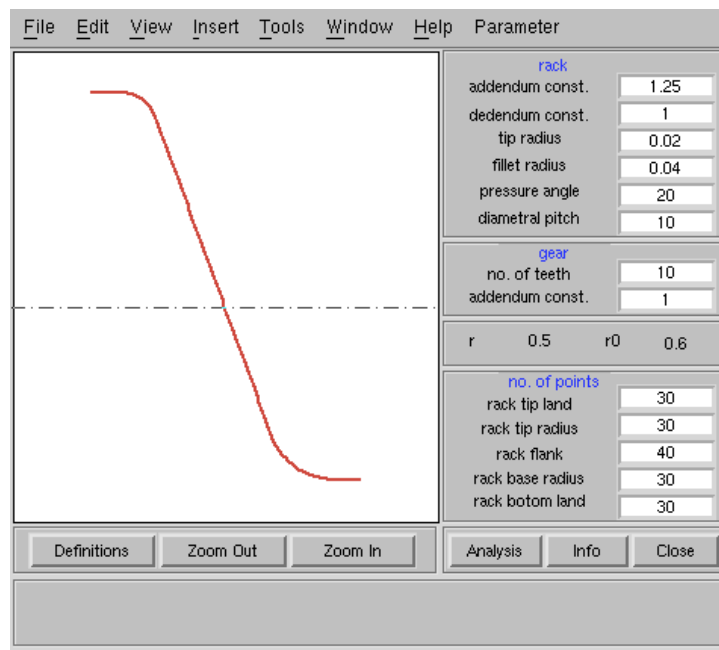 File Edit View Insert Tools Window Help Parameter
rack
addendum const. 1.25
dedendum const. 1
tip radius 0.02
fillet radius 0.04
pressure angle 20
diametral pitch 10
gear
no. of teeth 10
addendum const. 1
r 0.5 r0 0.6
no. of points
rack tip land 30
rack tip radius 30
rack flank 40
rack base radius 30
rack botom land 30
Definitions Zoom Out Zoom In Analysis Info Close